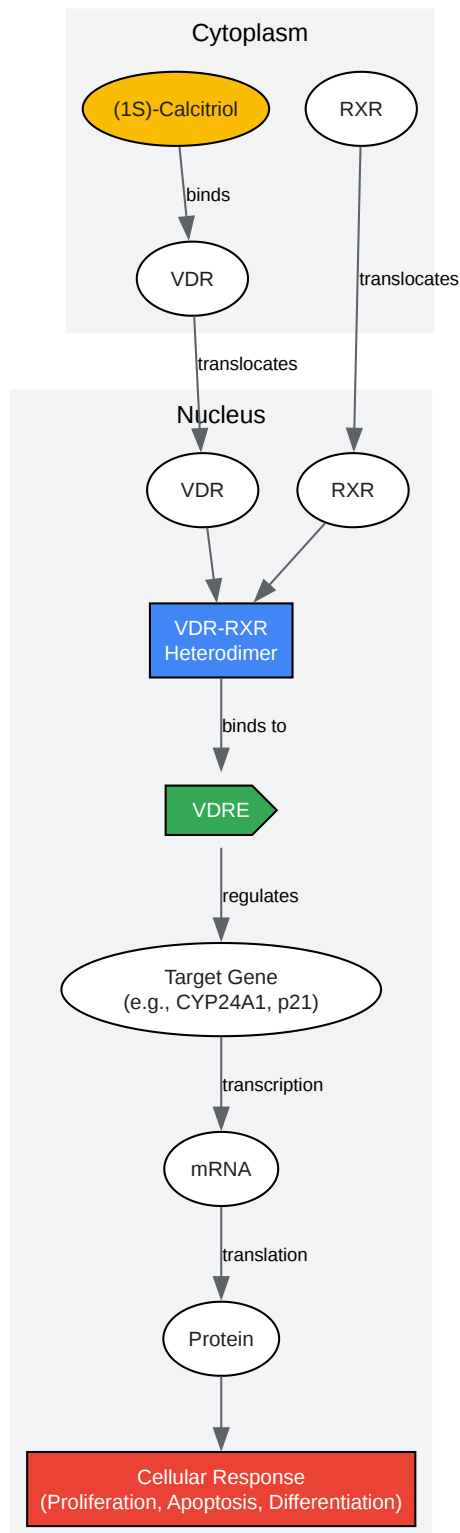 Cytoplasm
(1S)-Calcitriol
RXR
binds
VDR
translocates
translocates
Nucleus
VDR
RXR
VDR-RXR
Heterodimer
binds to
VDRE
regulates
Target Gene
(e.g., CYP24A1, p21)
transcription
mRNA
translation
Protein
Cellular Response
(Proliferation, Apoptosis, Differentiation)